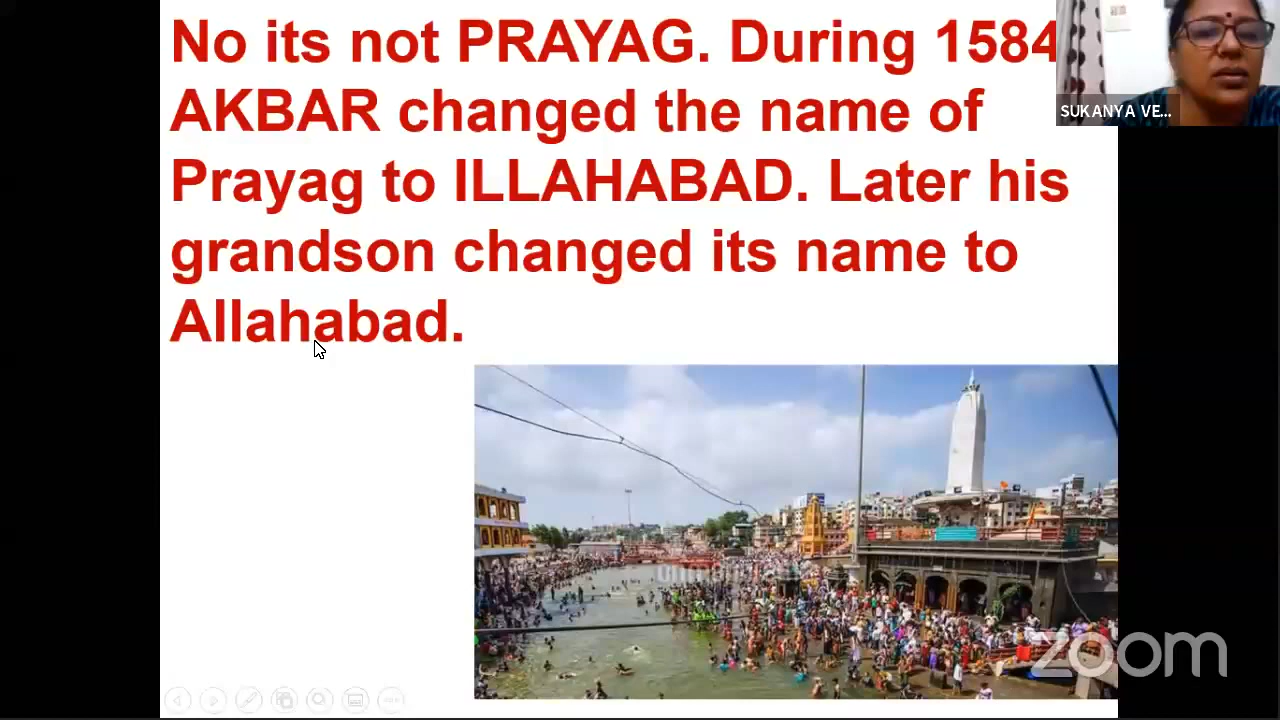 No its not PRAYAG. During 1584
AKBAR changed the name of
Prayag to ILLAHABAD. Later his
grandson changed its name to
Allahabad.
SUKANYA VE...
zoom